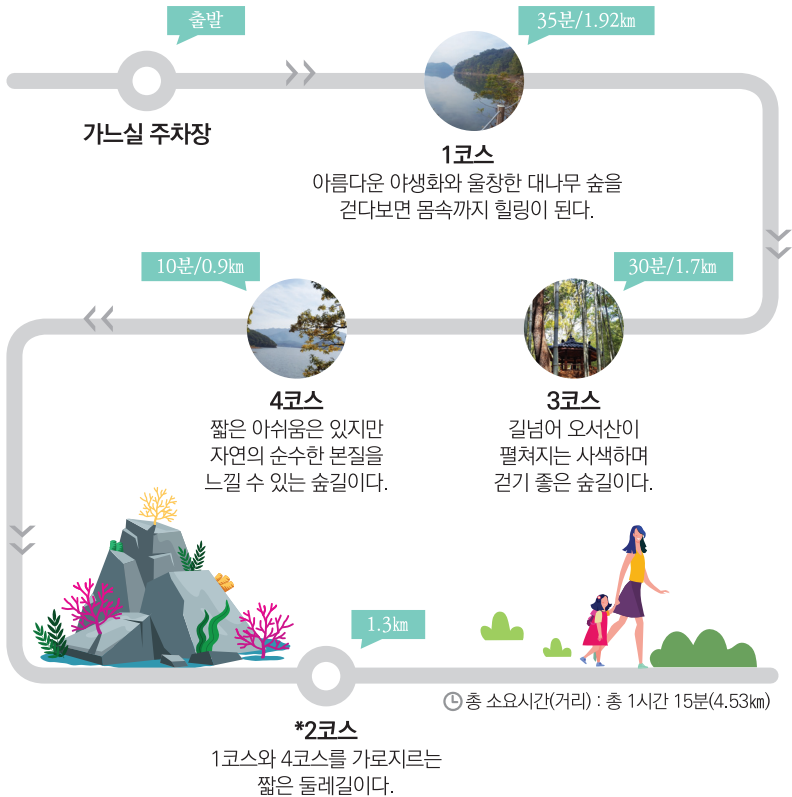 출발
가느실 주차장
35분/1.92㎞
1코스
아름다운 야생화와 울창한 대나무 숲을
걷다보면 몸속까지 힐링이 된다.
30분/1.7㎞
3코스
길넘어 오서산이
펼쳐지는 사색하며
걷기 좋은 숲길이다.
10분/0.9㎞
4코스
짧은 아쉬움은 있지만
자연의 순수한 본질을
느낄 수 있는 숲길이다.
1.3㎞
*2코스
1코스와 4코스를 가로지르는
짧은 둘레길이다.
총 소요시간(거리) : 총 1시간 15분(4.53㎞)